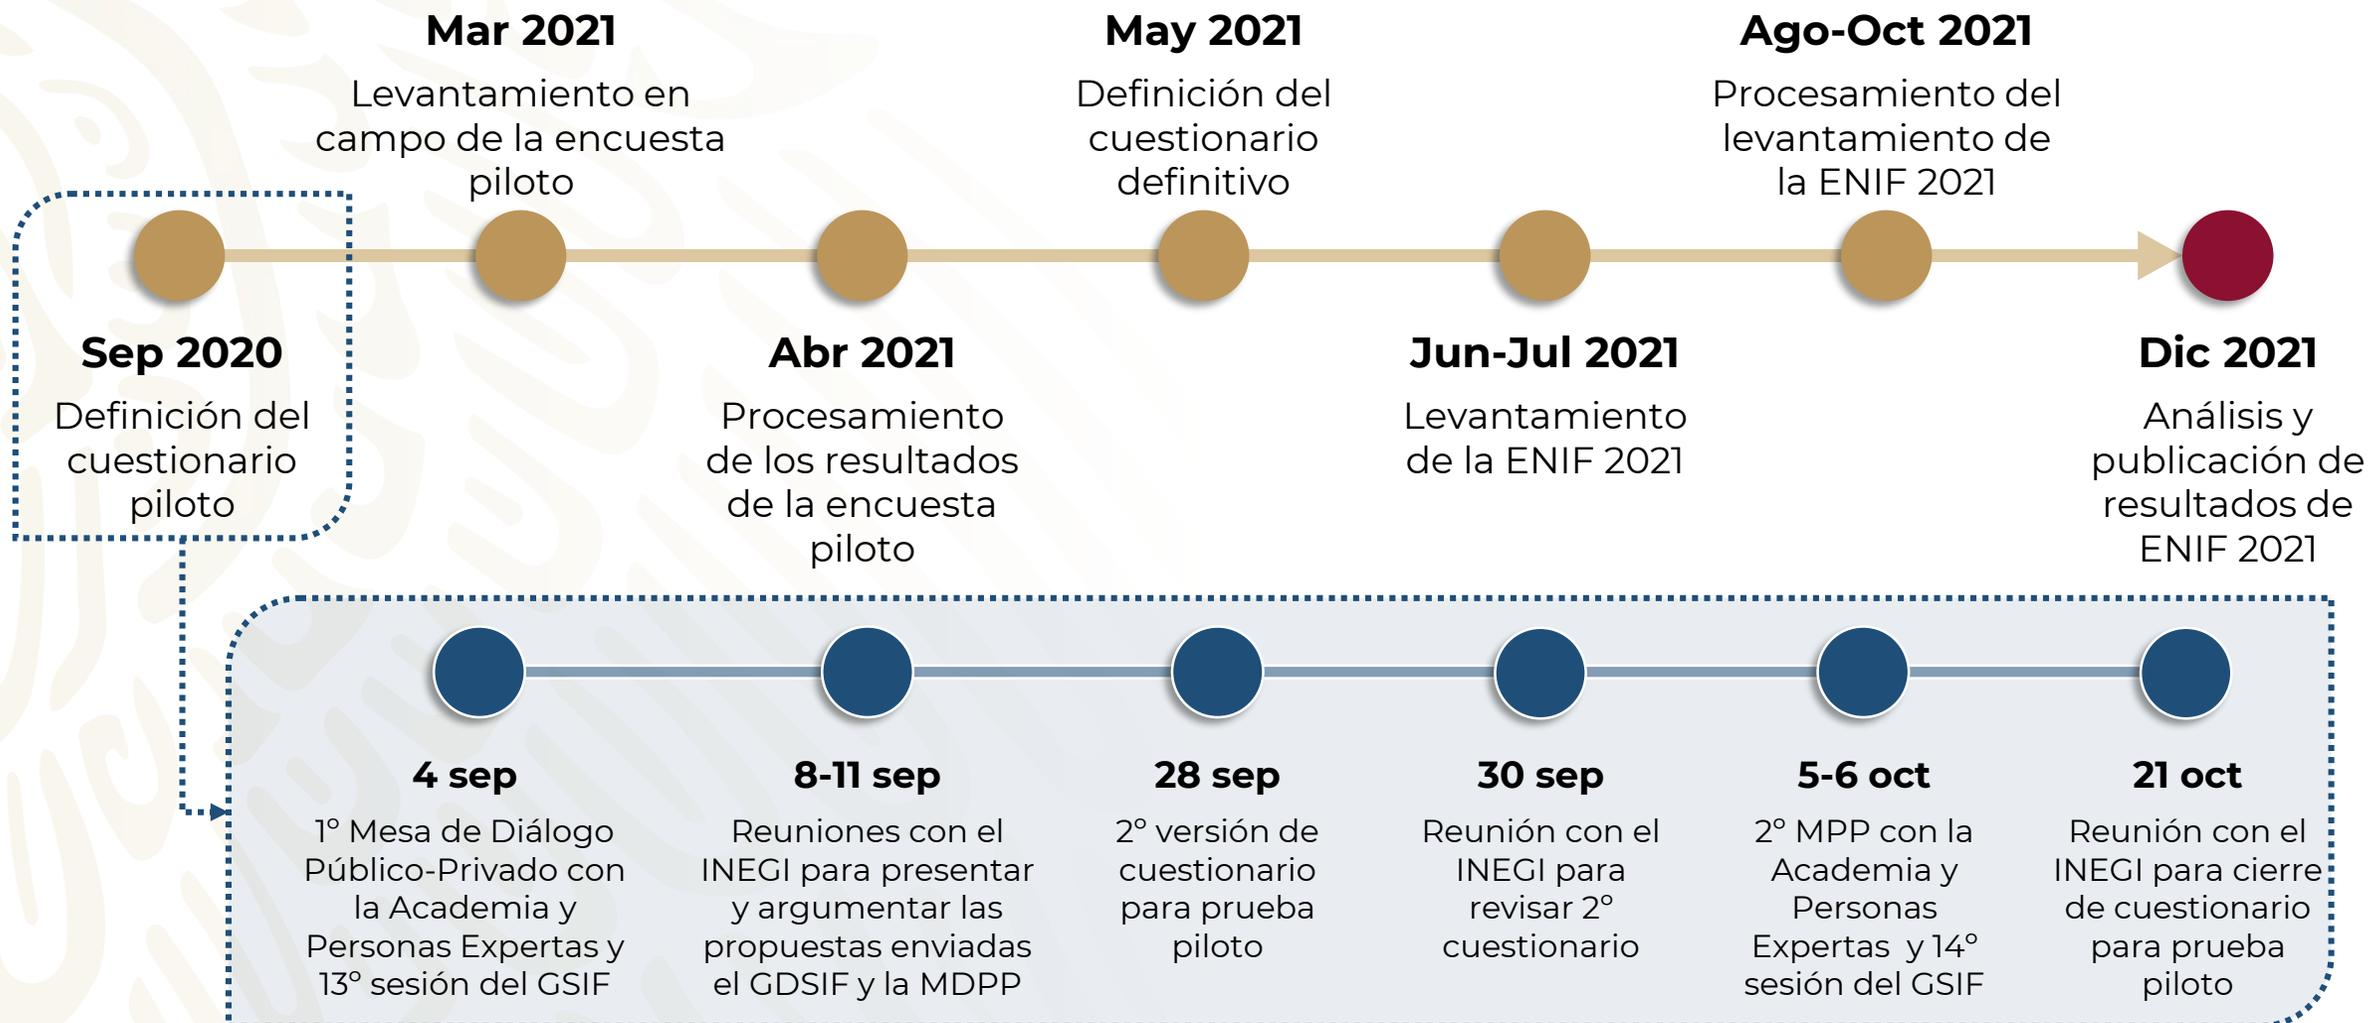 Mar 2021
Levantamiento en
campo de la encuesta
piloto
May 2021
Definición del
cuestionario
definitivo
Ago-Oct 2021
Procesamiento del
levantamiento de
la ENIF 2021
Sep 2020
Definición del
cuestionario
piloto
Abr 2021
Procesamiento
de los resultados
de la encuesta
piloto
Jun-Jul 2021
Levantamiento
de la ENIF 2021
Dic 2021
Análisis y
publicación de
resultados de
ENIF 2021
4 sep
1º Mesa de Diálogo
Público-Privado con
la Academia y
Personas Expertas y
13º sesión del GSIF
8-11 sep
Reuniones con el
INEGI para presentar
y argumentar las
propuestas enviadas
el GDSIF y la MDPP
28 sep
2º versión de
cuestionario
para prueba
piloto
30 sep
Reunión con el
INEGI para
revisar 2º
cuestionario
5-6 oct
2º MPP con la
Academia y
Personas
Expertas  y 14º
sesión del GSIF
21 oct
Reunión con el
INEGI para cierre
de cuestionario
para prueba
piloto